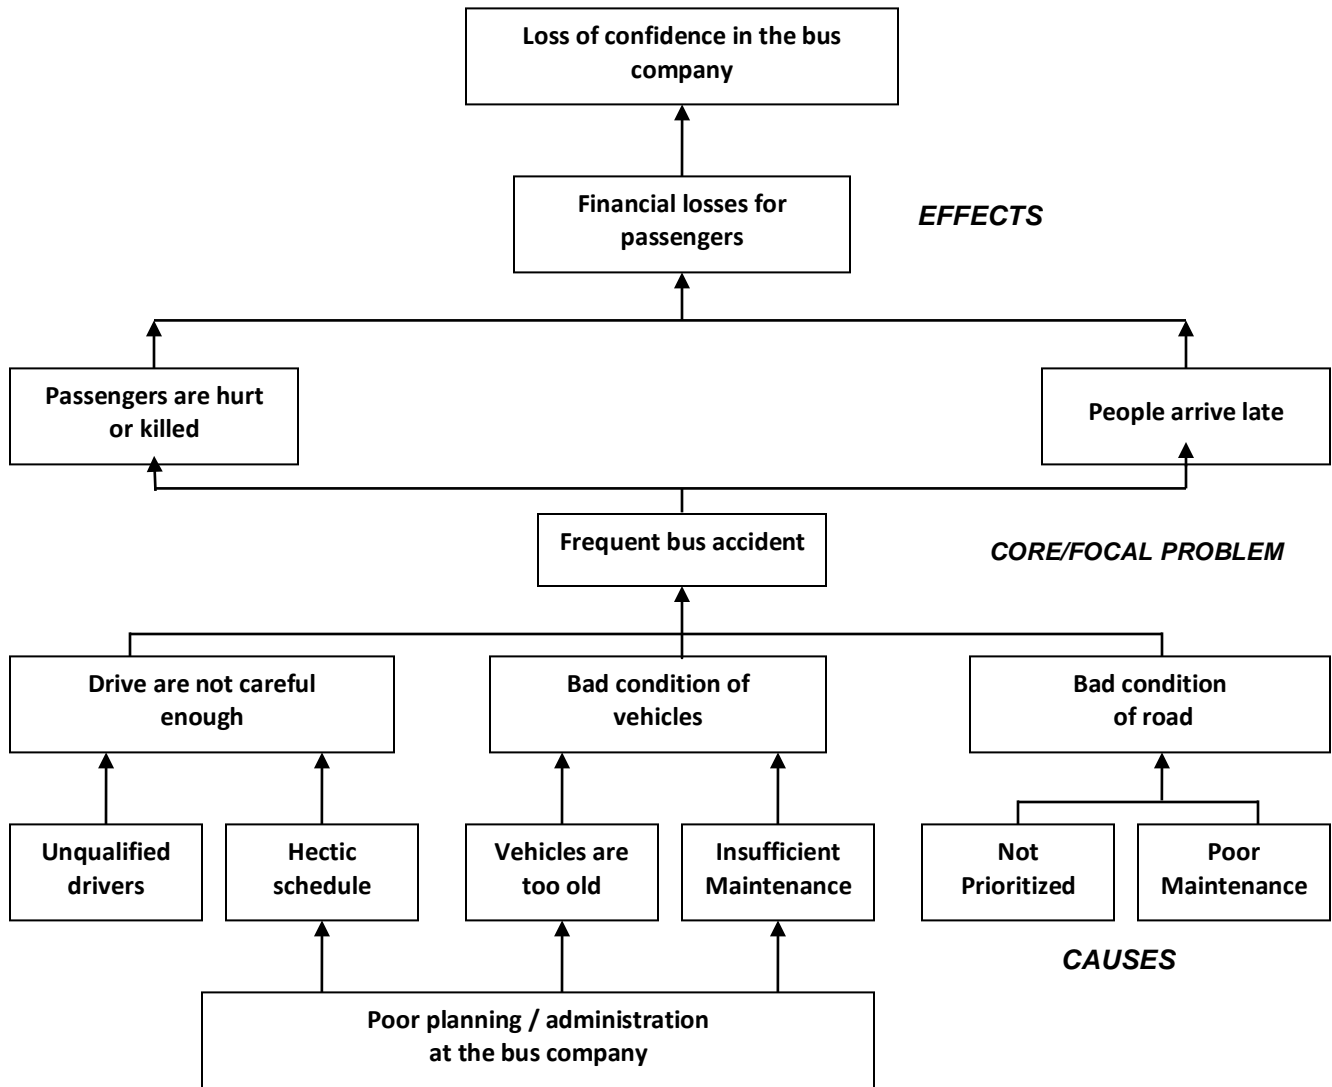 Loss of confidence in the bus
company
Financial losses for
passengers
EFFECTS
Passengers are hurt
or killed
People arrive late
Frequent bus accident
CORE/FOCAL PROBLEM
Drive are not careful
enough
Bad condition of
vehicles
Bad condition
of road
Unqualified
drivers
Hectic
schedule
Vehicles are
too old
Insufficient
Maintenance
Not
Prioritized
Poor
Maintenance
CAUSES
Poor planning / administration
at the bus company